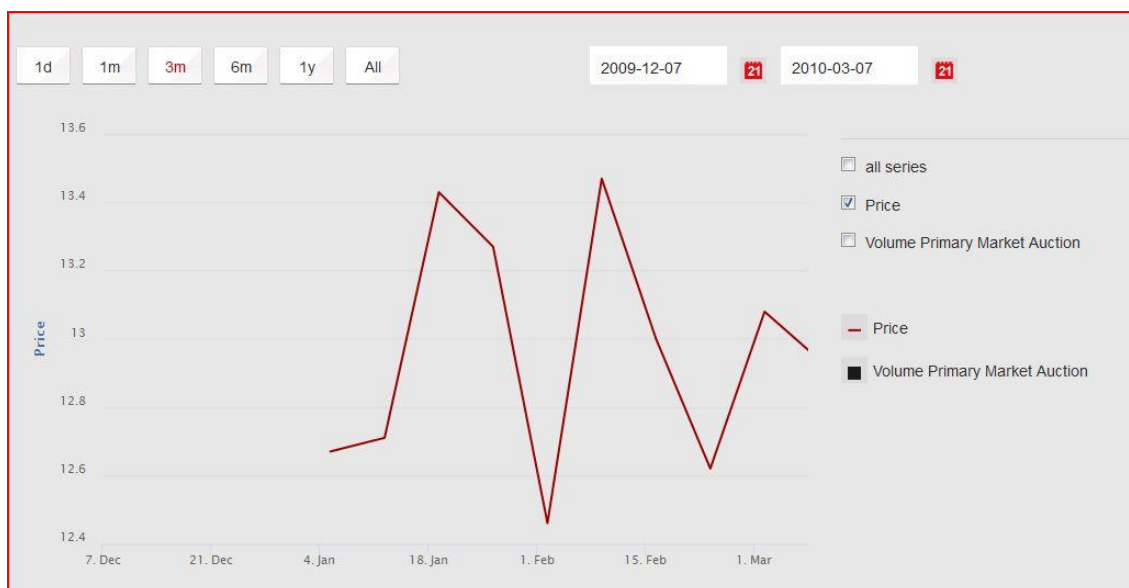 1d 1m 3m 6m 1y All 2009-12-07 21 2010-03-07 21
13.6
13.4
13.2
13
12.8
12.6
12.4
Price
7. Dec 21. Dec 4. Jan 18. Jan 1. Feb 15. Feb 1. Mar
all series
Price
Volume Primary Market Auction
Price
Volume Primary Market Auction